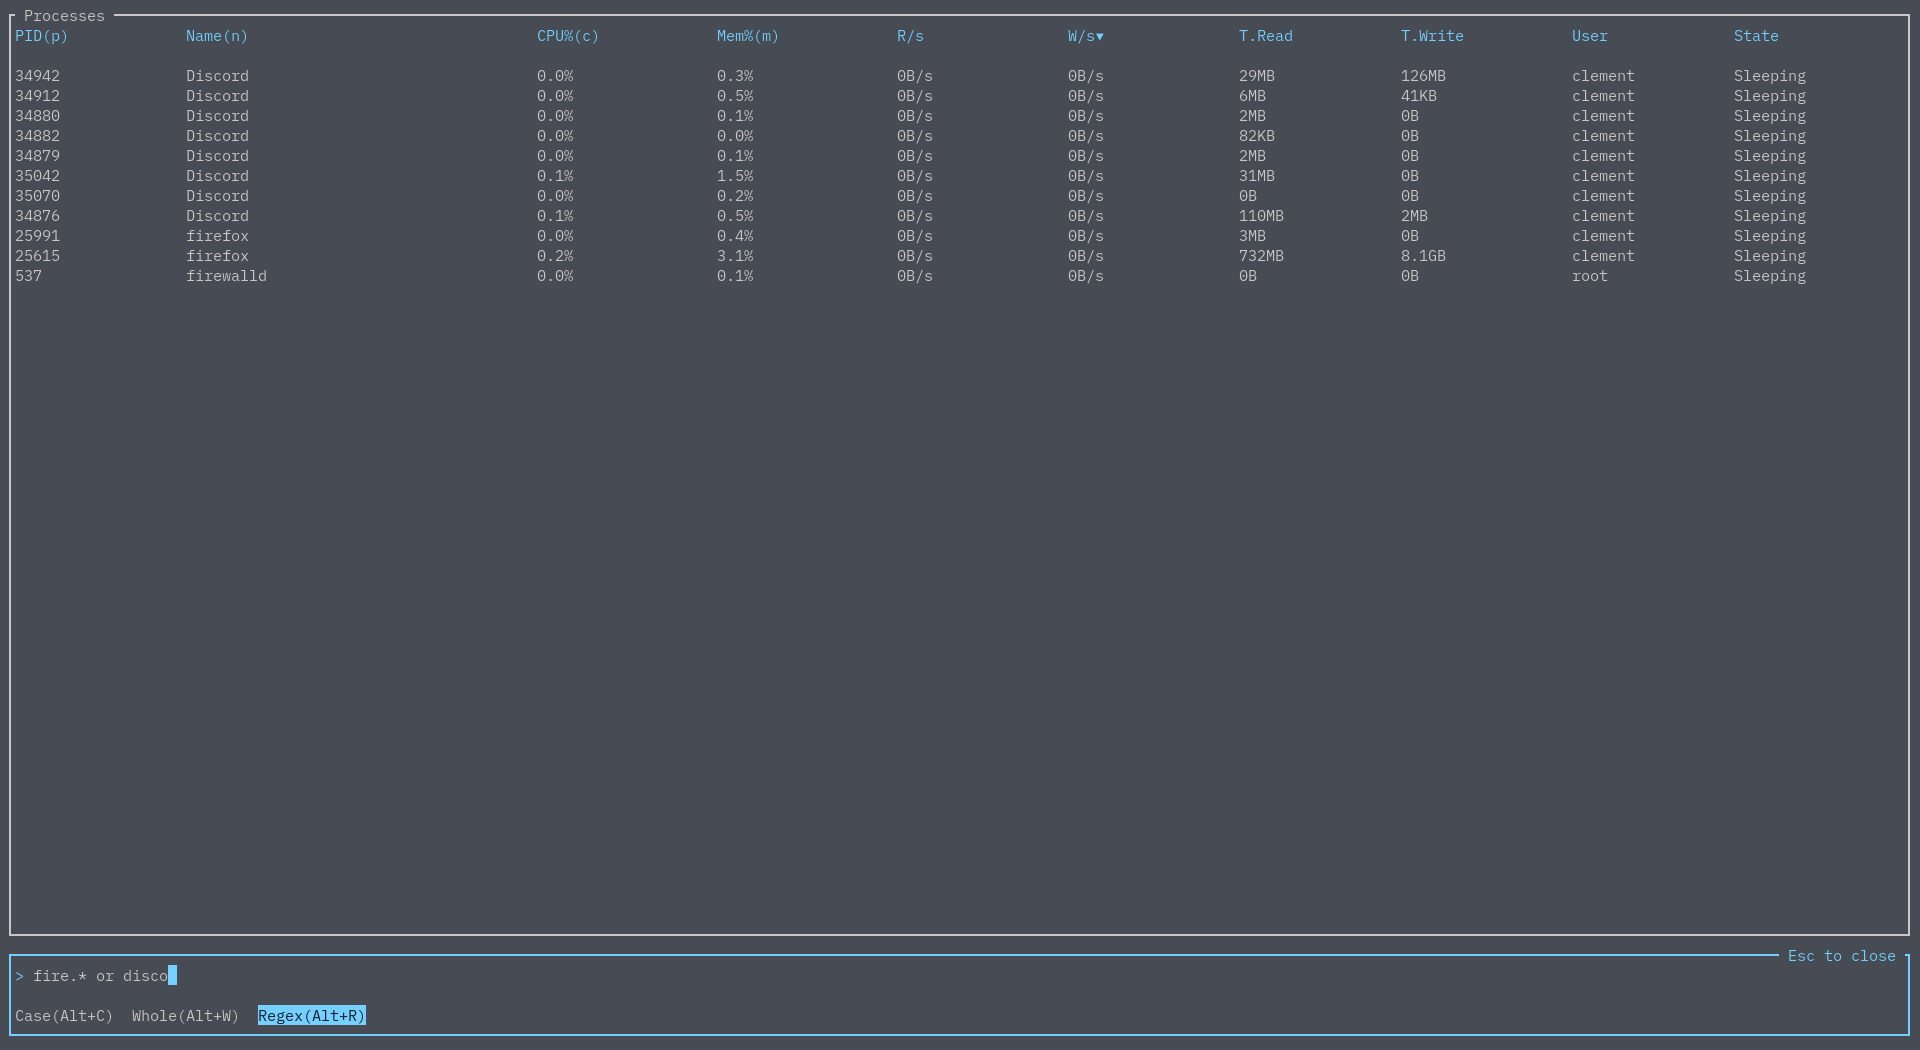 Processes
PID(p) Name(n) CPU%(c) Mem%(m) R/s W/s▼ T.Read T.Write User State
34942 Discord 0.0% 0.3% 0B/s 0B/s 29MB 126MB clement Sleeping
34912 Discord 0.0% 0.5% 0B/s 0B/s 6MB 41KB clement Sleeping
34880 Discord 0.0% 0.1% 0B/s 0B/s 2MB 0B clement Sleeping
34882 Discord 0.0% 0.0% 0B/s 0B/s 82KB 0B clement Sleeping
34879 Discord 0.0% 0.1% 0B/s 0B/s 2MB 0B clement Sleeping
35042 Discord 0.1% 1.5% 0B/s 0B/s 31MB 0B clement Sleeping
35070 Discord 0.0% 0.2% 0B/s 0B/s 0B 0B clement Sleeping
34876 Discord 0.1% 0.5% 0B/s 0B/s 110MB 2MB clement Sleeping
25991 firefox 0.0% 0.4% 0B/s 0B/s 3MB 0B clement Sleeping
25615 firefox 0.2% 3.1% 0B/s 0B/s 732MB 8.1GB clement Sleeping
537 firewalld 0.0% 0.1% 0B/s 0B/s 0B 0B root Sleeping
Esc to close
> fire.* or disco
Case(Alt+C) Whole(Alt+W) Regex(Alt+R)